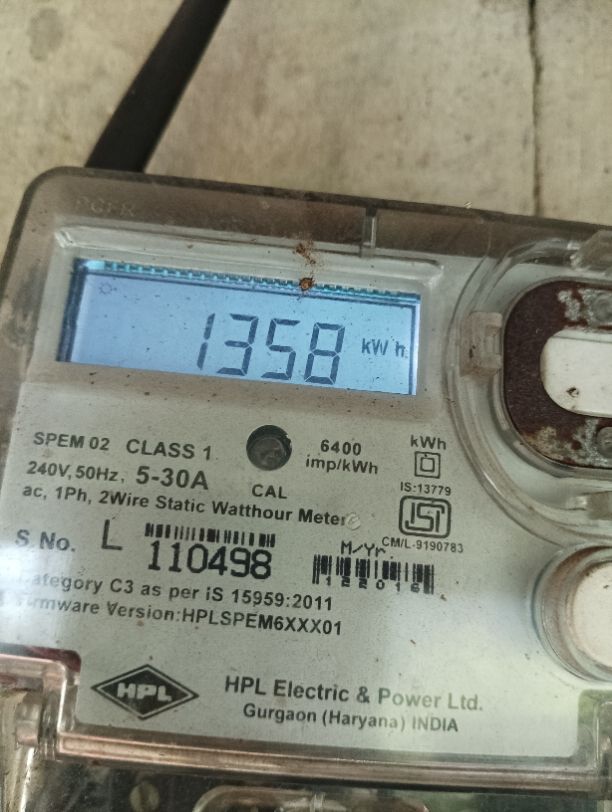 1358 kWh
SPEM 02 CLASS 1
240V, 50Hz, 5-30A
ac, 1Ph, 2Wire Static Watthour Meter
CAL
6400
imp/kWh
kWh
IS:13779
ISI
CM/L-9190783
S.No. L 110498
M/Yr.
122016
Category C3 as per iS 15959:2011
Firmware Version:HPLSPEM6XXX01
HPL
HPL Electric & Power Ltd.
Gurgaon (Haryana) INDIA